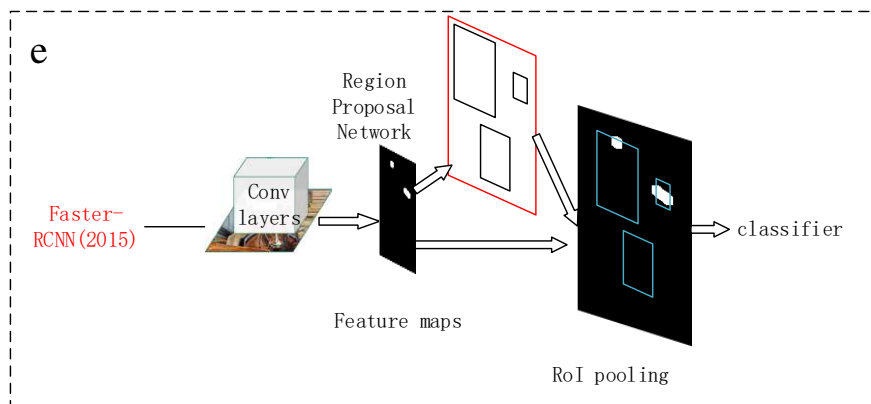 e
Region
Proposal
Network
Conv
layers
Faster-
RCNN(2015)
classifier
Feature maps
RoI pooling